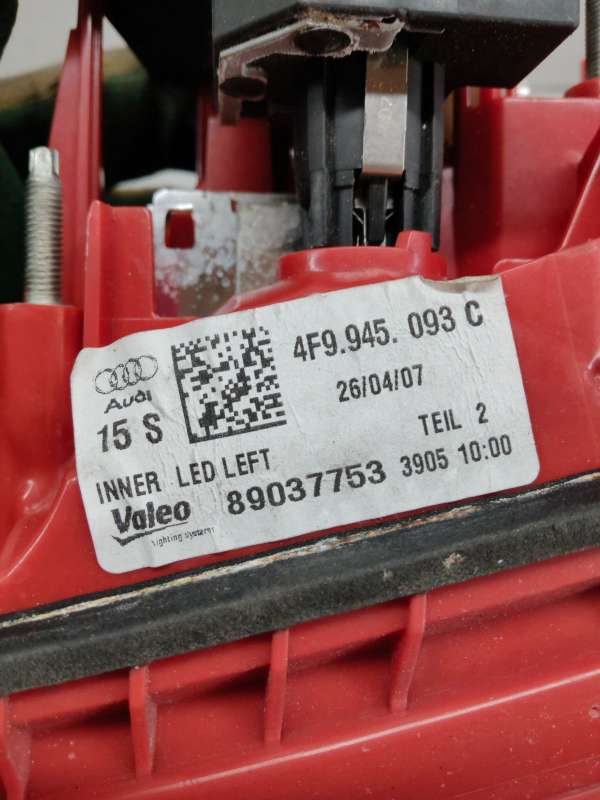 4F9.945. 093 C
Audi
26/04/07
15 S
TEIL 2
INNER LED LEFT
Valeo 89037753 3905 10:00
lighting systems